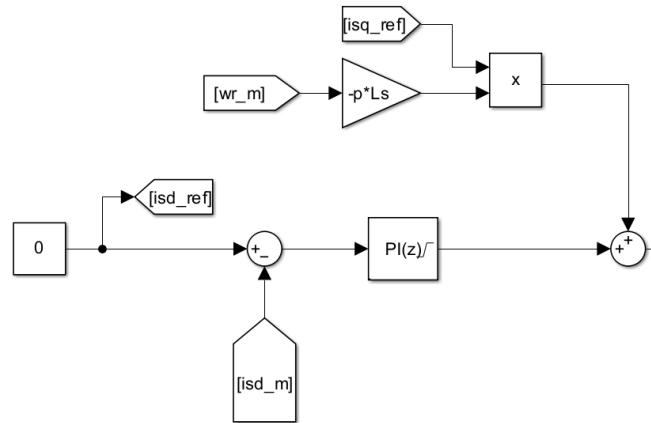 [isq_ref]
[wr_m]
-p*Ls
x
[isd_ref]
0
+
_
PI(z)
+
+
[isd_m]